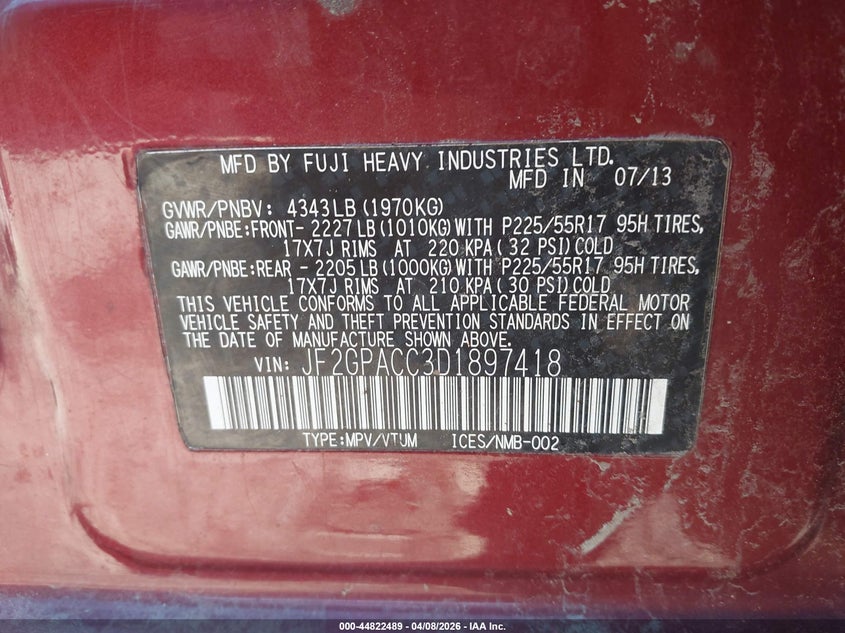 MFD BY FUJI HEAVY INDUSTRIES LTD.
MFD IN 07/13
GVWR/PNBV: 4343LB (1970KG)
GAWR/PNBE:FRONT- 2227 LB (1010KG) WITH P225/55R17 95H TIRES,
17X7J RIMS AT 220 KPA ( 32 PSI) COLD
GAWR/PNBE:REAR - 2205 LB (1000KG) WITH P225/55R17 95H TIRES,
17X7J RIMS AT 210 KPA ( 30 PSI) COLD
THIS VEHICLE CONFORMS TO ALL APPLICABLE FEDERAL MOTOR
VEHICLE SAFETY AND THEFT PREVENTION STANDARDS IN EFFECT ON
THE DATE OF MANUFACTURE SHOWN ABOVE.
VIN: JF2GPACC3D1897418
TYPE:MPV/VTUM ICES/NMB-002
000-44822489 - 04/08/2026 - IAA Inc.